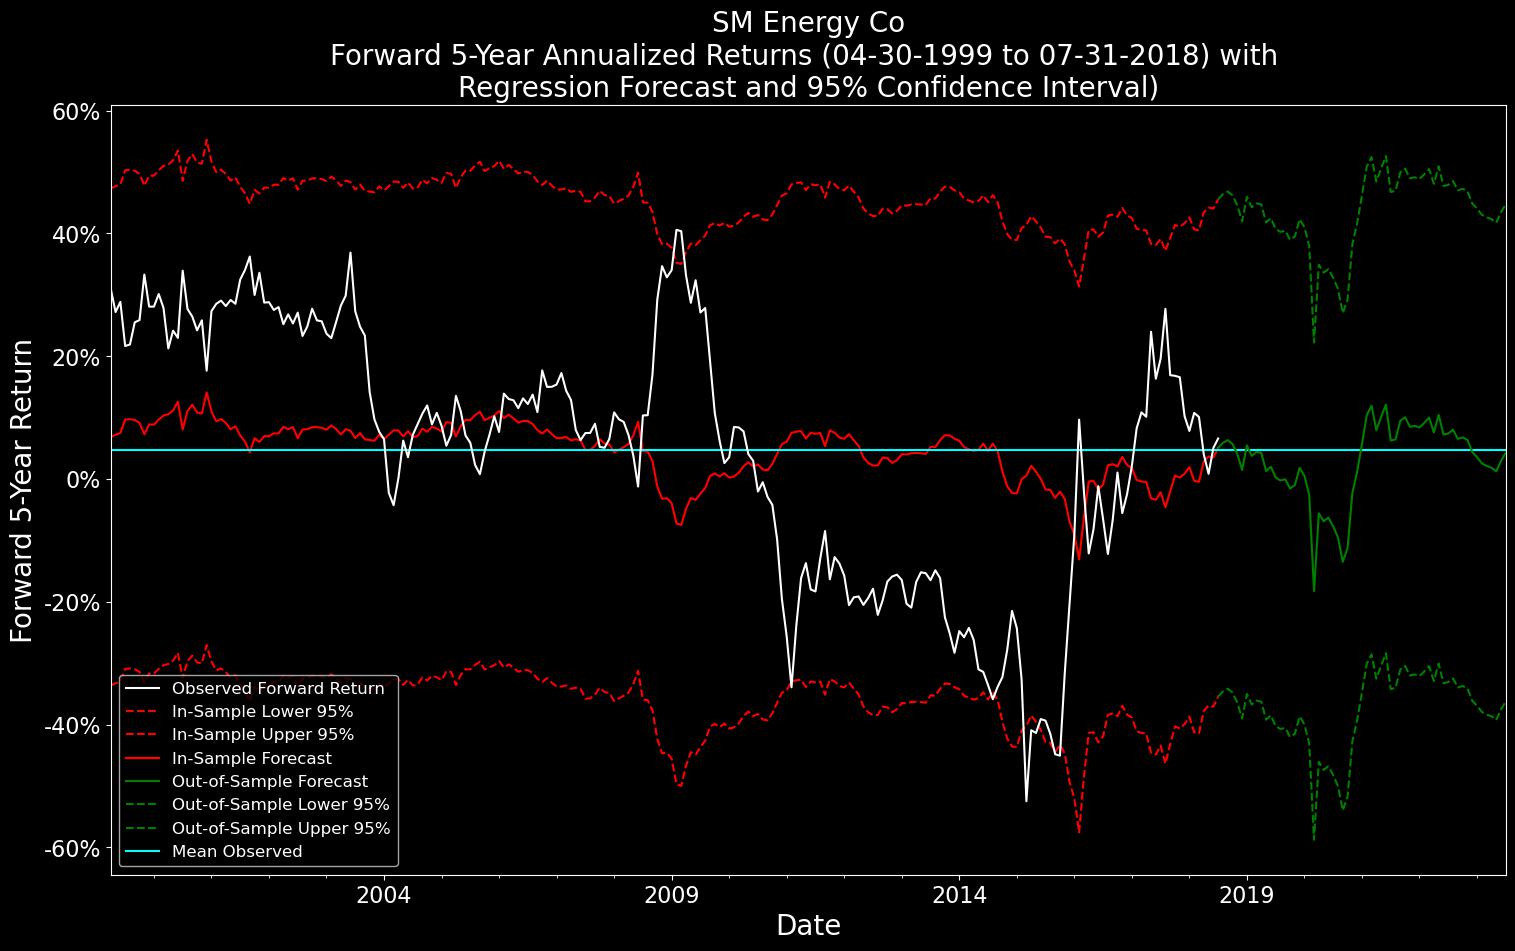 SM Energy Co
Forward 5-Year Annualized Returns (04-30-1999 to 07-31-2018) with
Regression Forecast and 95% Confidence Interval)
Forward 5-Year Return
60%
40%
20%
0%
-20%
-40%
-60%
Observed Forward Return
In-Sample Lower 95%
In-Sample Upper 95%
In-Sample Forecast
Out-of-Sample Forecast
Out-of-Sample Lower 95%
Out-of-Sample Upper 95%
Mean Observed
2004
2009
2014
2019
Date